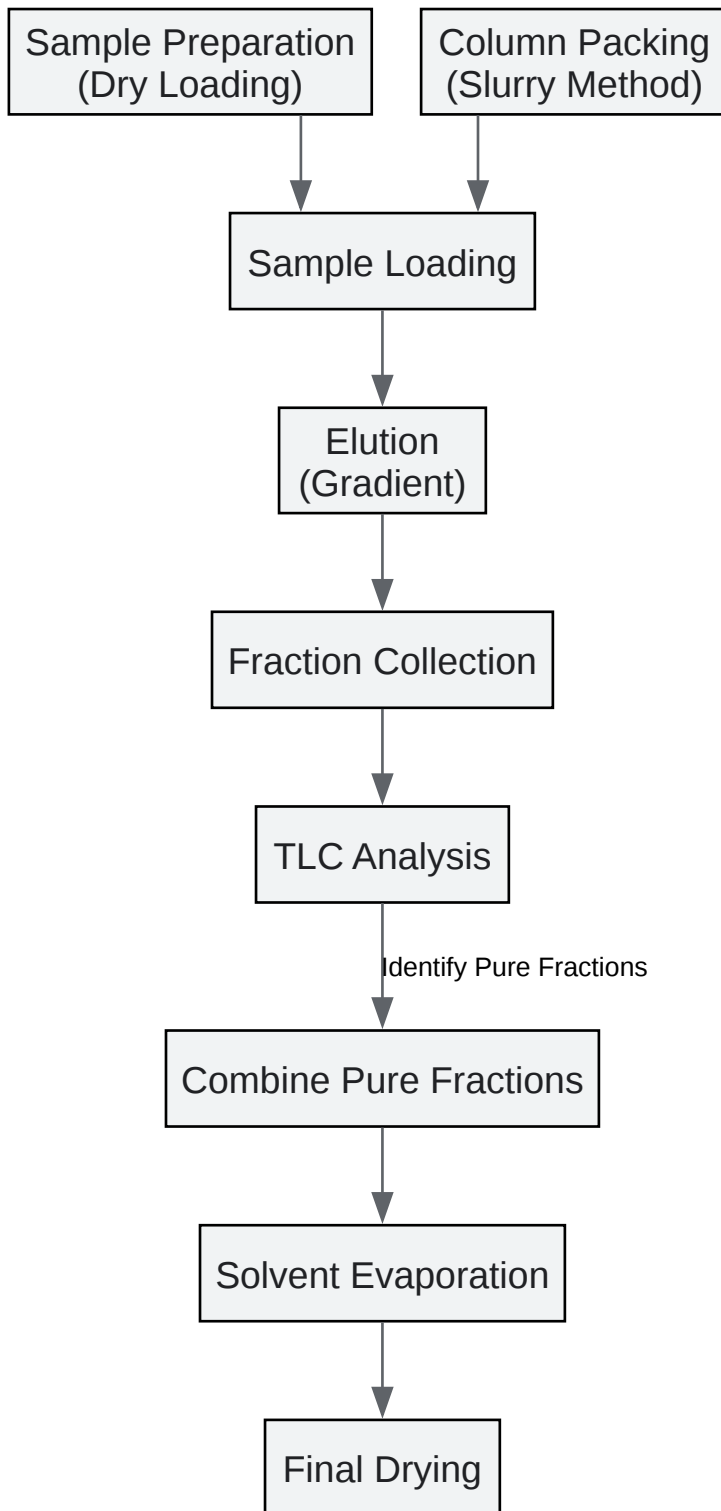 Sample Preparation
(Dry Loading)
Column Packing
(Slurry Method)
Sample Loading
Elution
(Gradient)
Fraction Collection
TLC Analysis
Identify Pure Fractions
Combine Pure Fractions
Solvent Evaporation
Final Drying